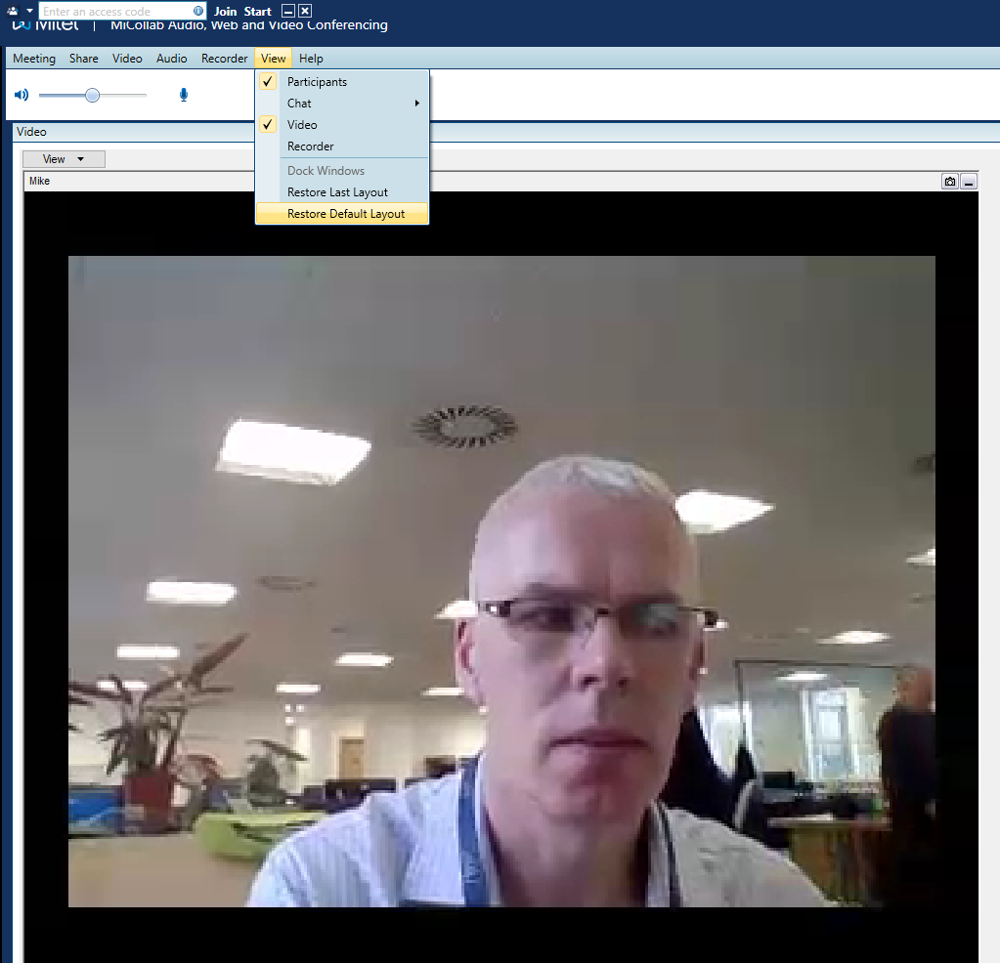 Enter an access code Join Start
Mitel | MiCollab Audio, Web and Video Conferencing
Meeting Share Video Audio Recorder View Help
Participants
Chat
Video
Recorder
Dock Windows
Restore Last Layout
Restore Default Layout
Video
View
Mike